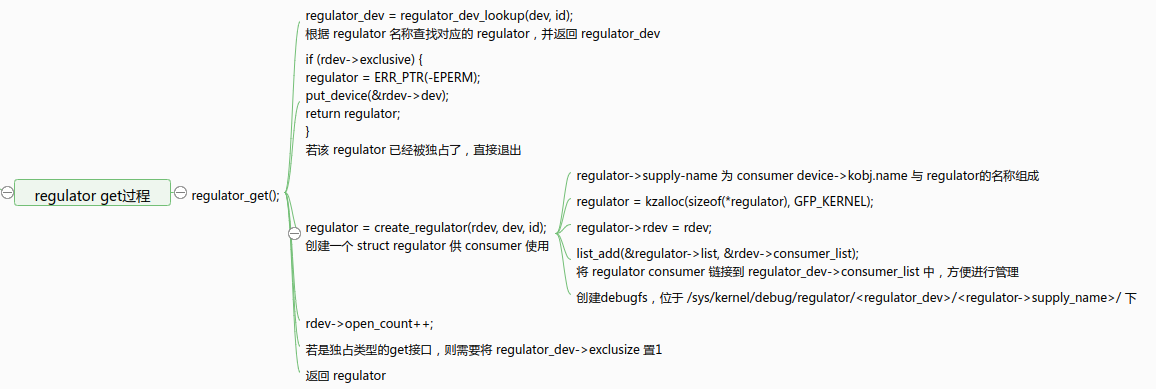 regulator get过程
regulator_get();
regulator_dev = regulator_dev_lookup(dev, id);
根据 regulator 名称查找对应的 regulator，并返回 regulator_dev
if (rdev->exclusive) {
regulator = ERR_PTR(-EPERM);
put_device(&rdev->dev);
return regulator;
}
若该 regulator 已经被独占了，直接退出
regulator = create_regulator(rdev, dev, id);
创建一个 struct regulator 供 consumer 使用
regulator->supply-name 为 consumer device->kobj.name 与 regulator的名称组成
regulator = kzalloc(sizeof(*regulator), GFP_KERNEL);
regulator->rdev = rdev;
list_add(&regulator->list, &rdev->consumer_list);
将 regulator consumer 链接到 regulator_dev->consumer_list 中，方便进行管理
创建debugfs，位于 /sys/kernel/debug/regulator/<regulator_dev>/<regulator->supply_name>/ 下
rdev->open_count++;
若是独占类型的get接口，则需要将 regulator_dev->exclusize 置1
返回 regulator